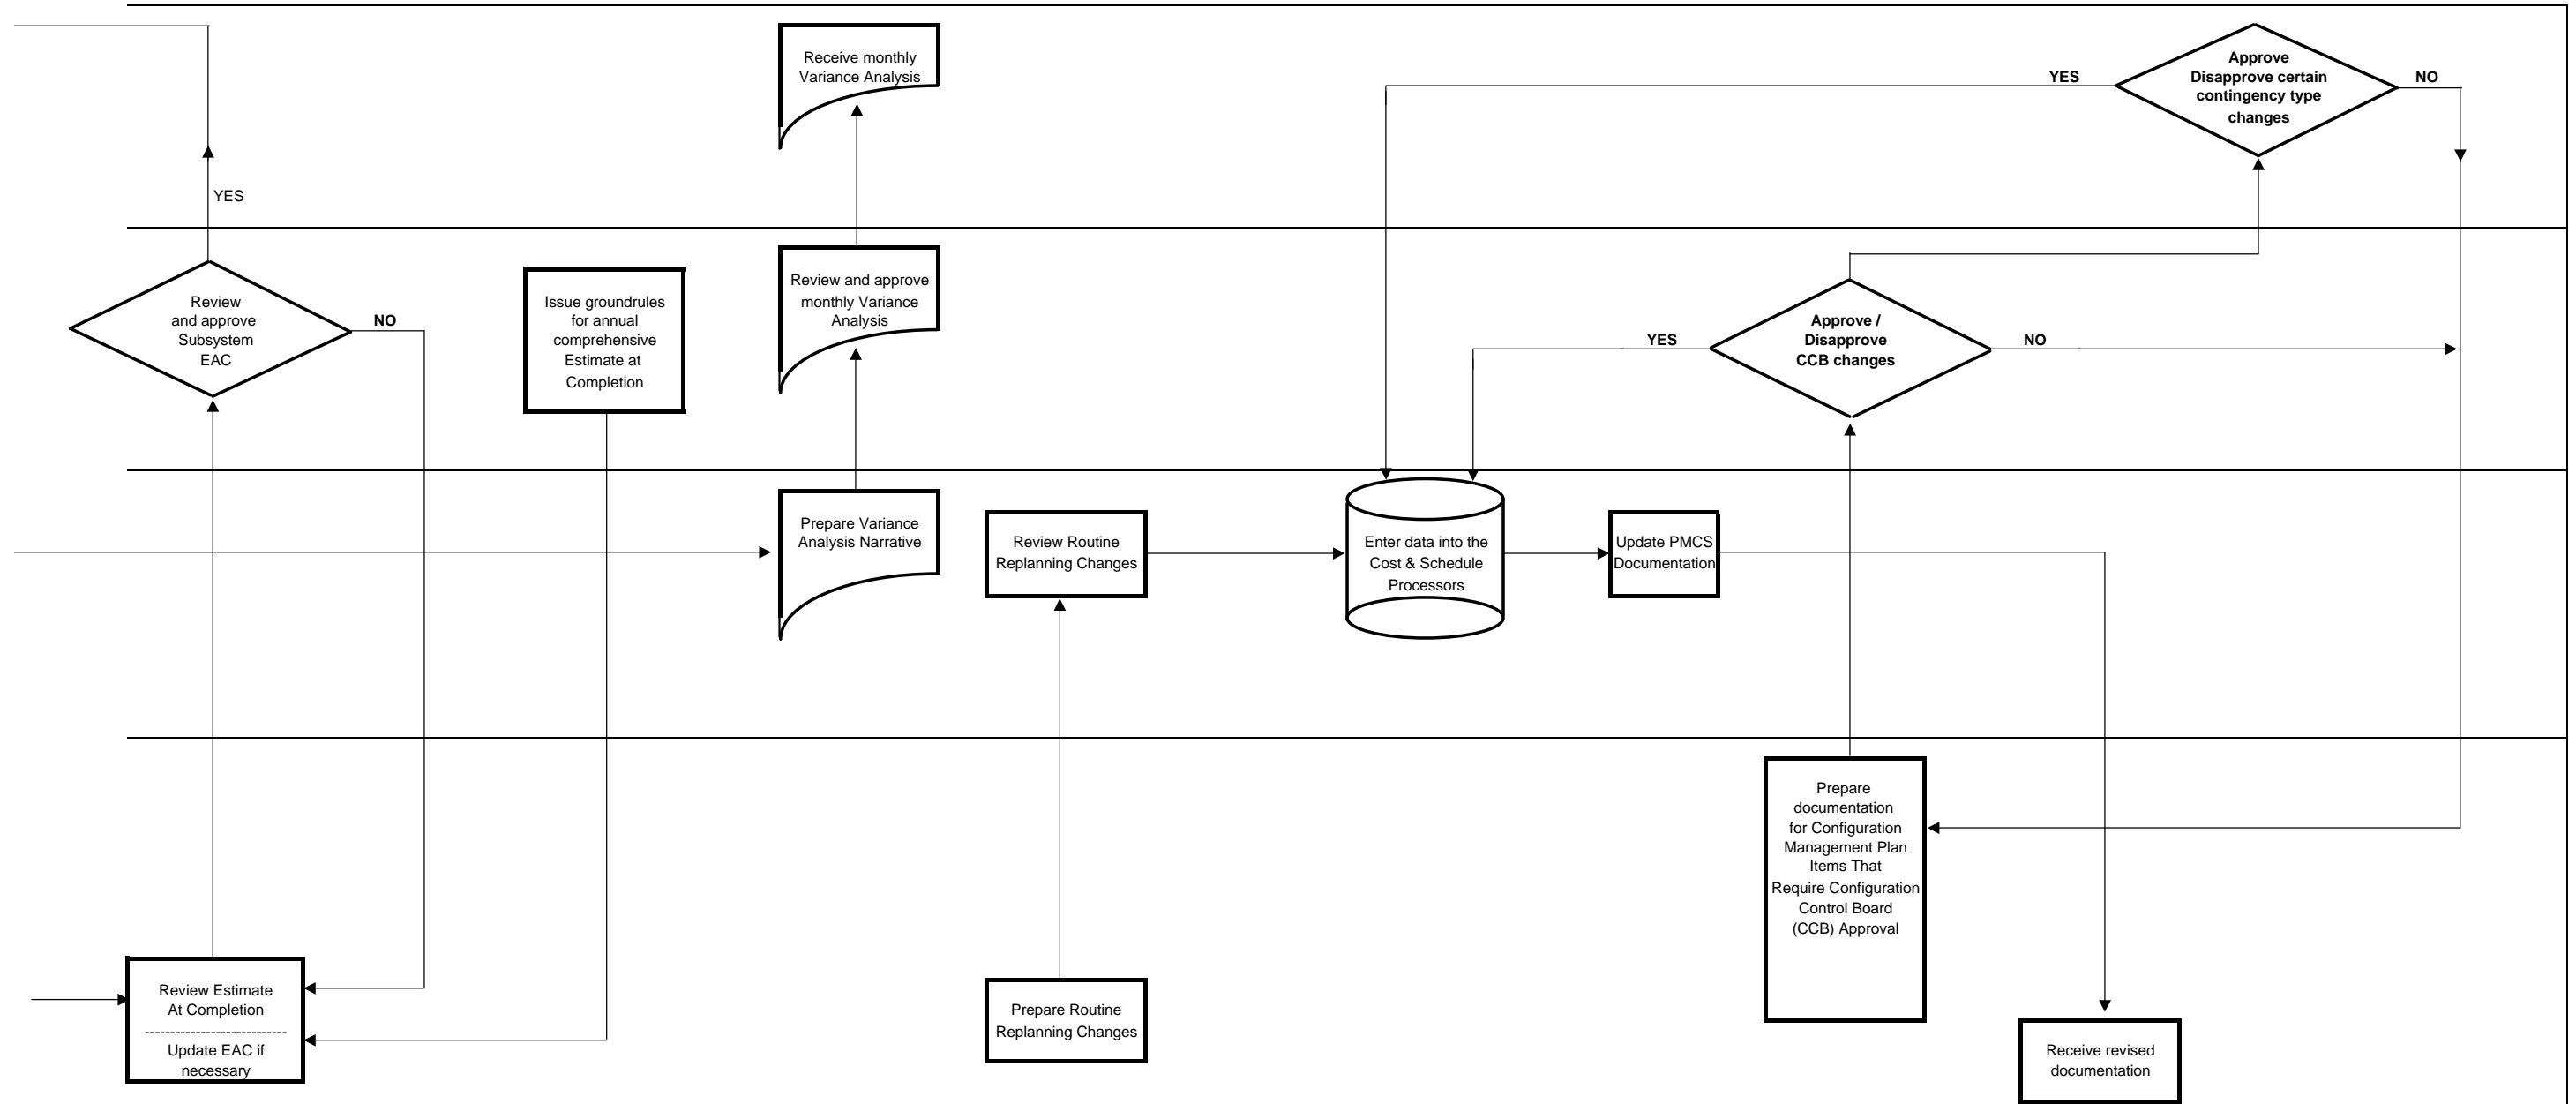 Receive monthly
Variance Analysis
YES
Approve
Disapprove certain
contingency type
changes
NO
YES
Review
and approve
Subsystem
EAC
NO
Issue groundrules
for annual
comprehensive
Estimate at
Completion
Review and approve
monthly Variance
Analysis
YES
Approve /
Disapprove
CCB changes
NO
Prepare Variance
Analysis Narrative
Review Routine
Replanning Changes
Enter data into the
Cost & Schedule
Processors
Update PMCS
Documentation
Prepare
documentation
for Configuration
Management Plan
Items That
Require Configuration
Control Board
(CCB) Approval
Review Estimate
At Completion
----------------------------
Update EAC if
necessary
Prepare Routine
Replanning Changes
Receive revised
documentation